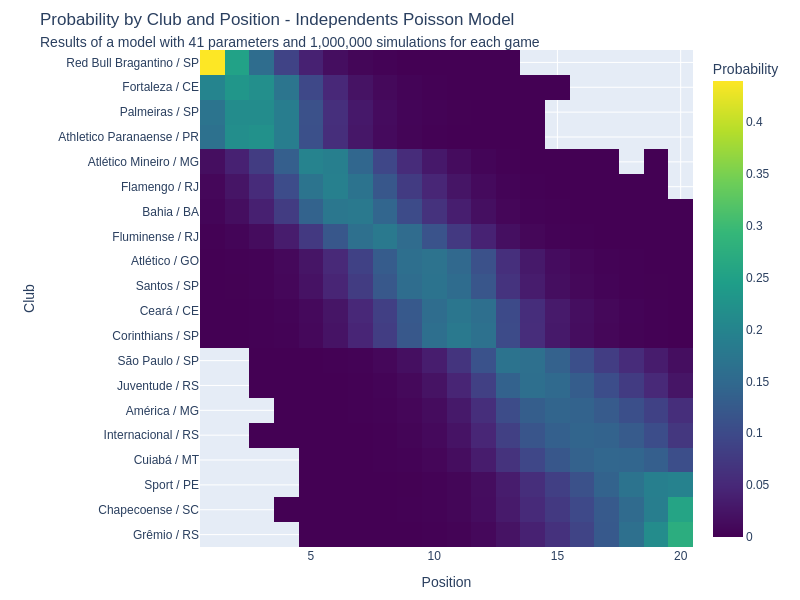 Probability by Club and Position - Independents Poisson Model
Results of a model with 41 parameters and 1,000,000 simulations for each game
Probability
Club
Red Bull Bragantino / SP
Fortaleza / CE
Palmeiras / SP
Athletico Paranaense / PR
Atlético Mineiro / MG
Flamengo / RJ
Bahia / BA
Fluminense / RJ
Atlético / GO
Santos / SP
Ceará / CE
Corinthians / SP
São Paulo / SP
Juventude / RS
América / MG
Internacional / RS
Cuiabá / MT
Sport / PE
Chapecoense / SC
Grêmio / RS
0.4
0.35
0.3
0.25
0.2
0.15
0.1
0.05
0
5 10 15 20
Position